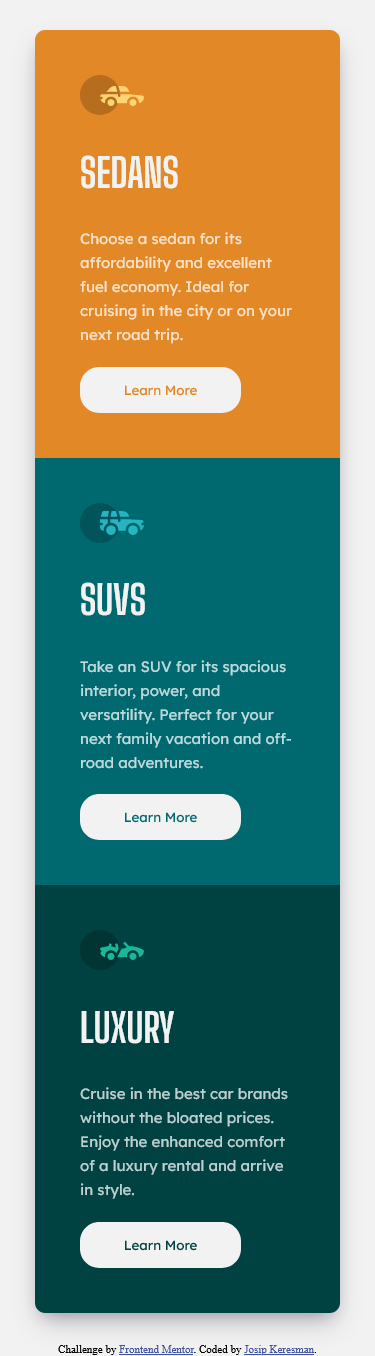 SEDANS
Choose a sedan for its
affordability and excellent
fuel economy. Ideal for
cruising in the city or on your
next road trip.
Learn More
SUVS
Take an SUV for its spacious
interior, power, and
versatility. Perfect for your
next family vacation and off-
road adventures.
Learn More
LUXURY
Cruise in the best car brands
without the bloated prices.
Enjoy the enhanced comfort
of a luxury rental and arrive
in style.
Learn More
Challenge by Frontend Mentor. Coded by Josip Keresman.